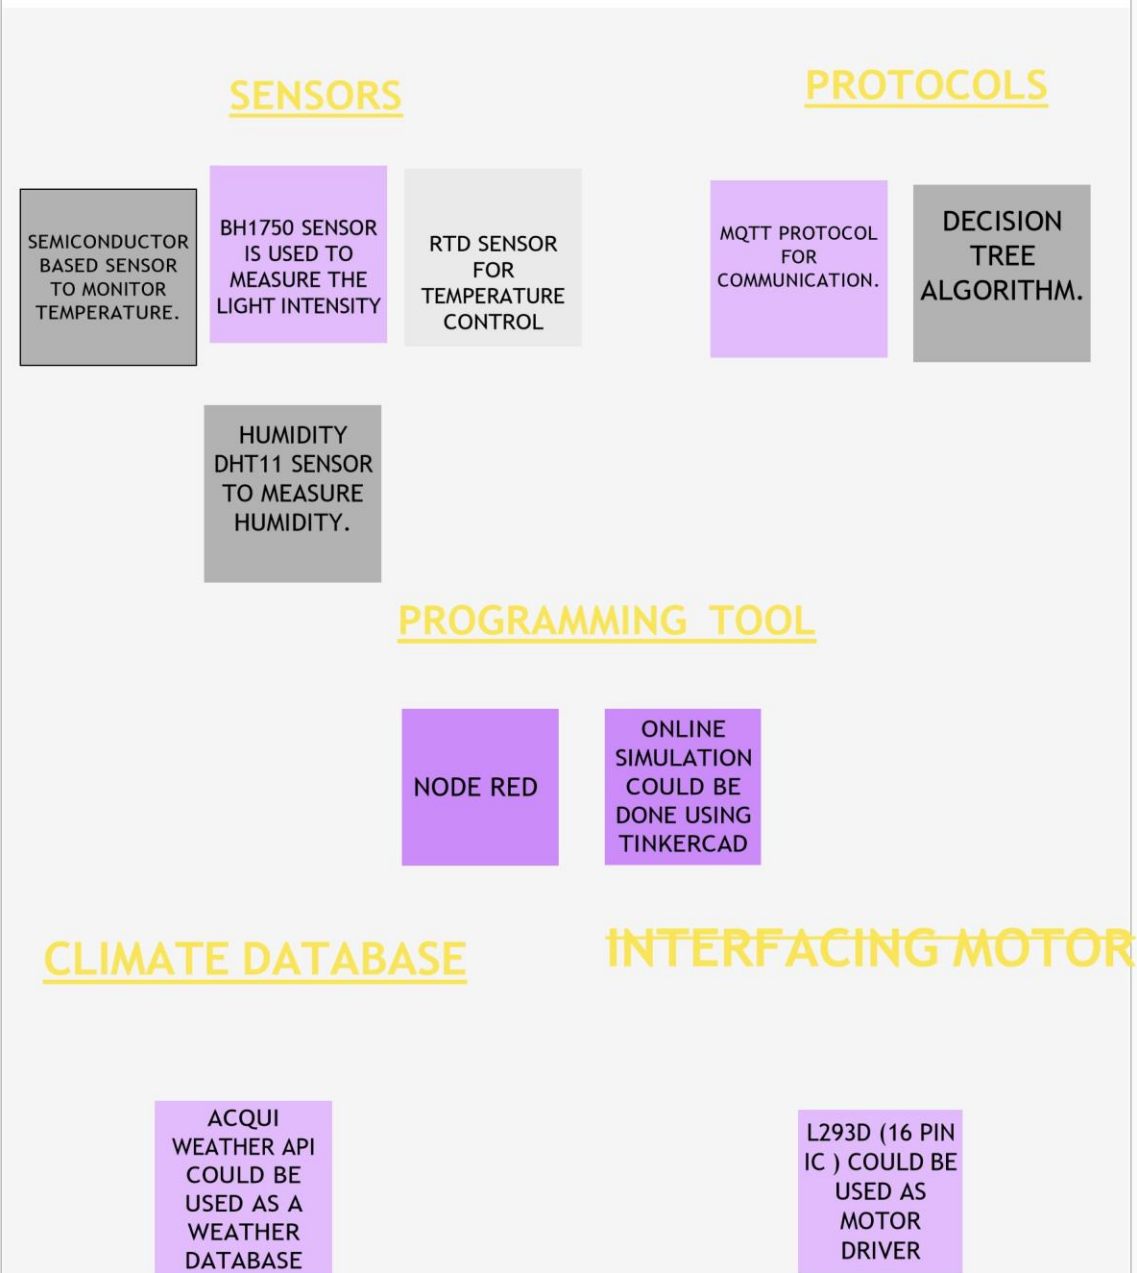 SENSORS
PROTOCOLS
SEMICONDUCTOR
BASED SENSOR
TO MONITOR
TEMPERATURE.
BH1750 SENSOR
IS USED TO
MEASURE THE
LIGHT INTENSITY
RTD SENSOR
FOR
TEMPERATURE
CONTROL
MQTT PROTOCOL
FOR
COMMUNICATION.
DECISION
TREE
ALGORITHM.
HUMIDITY
DHT11 SENSOR
TO MEASURE
HUMIDITY.
PROGRAMMING TOOL
NODE RED
ONLINE
SIMULATION
COULD BE
DONE USING
TINKERCAD
CLIMATE DATABASE
INTERFACING MOTOR
ACQUI
WEATHER API
COULD BE
USED AS A
WEATHER
DATABASE
L293D (16 PIN
IC ) COULD BE
USED AS
MOTOR
DRIVER